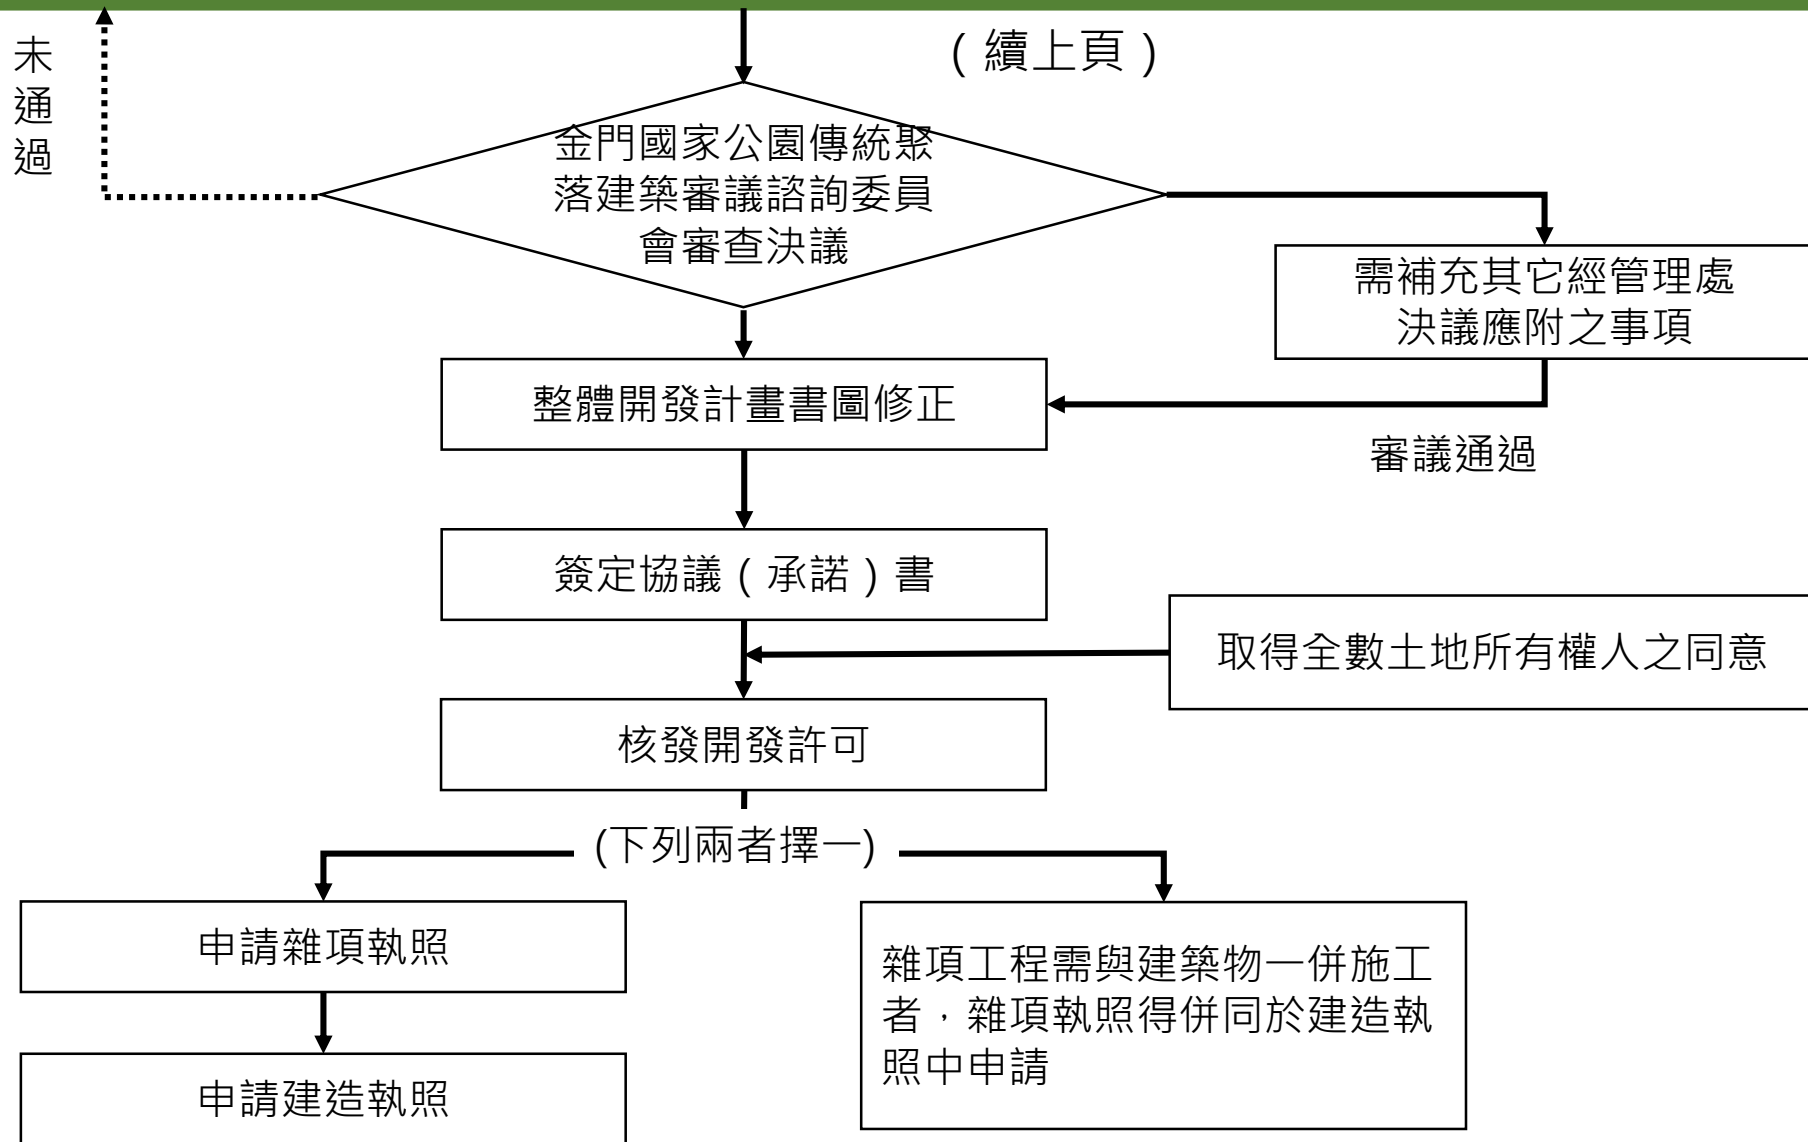 (續上頁)
未
通
過
金門國家公園傳統聚
落建築審議諮詢委員
會審查決議
需補充其它經管理處
決議應附之事項
整體開發計畫書圖修正
審議通過
簽定協議(承諾)書
取得全數土地所有權人之同意
核發開發許可
(下列兩者擇一)
申請雜項執照
雜項工程需與建築物一併施工
者，雜項執照得併同於建造執
照中申請
申請建造執照